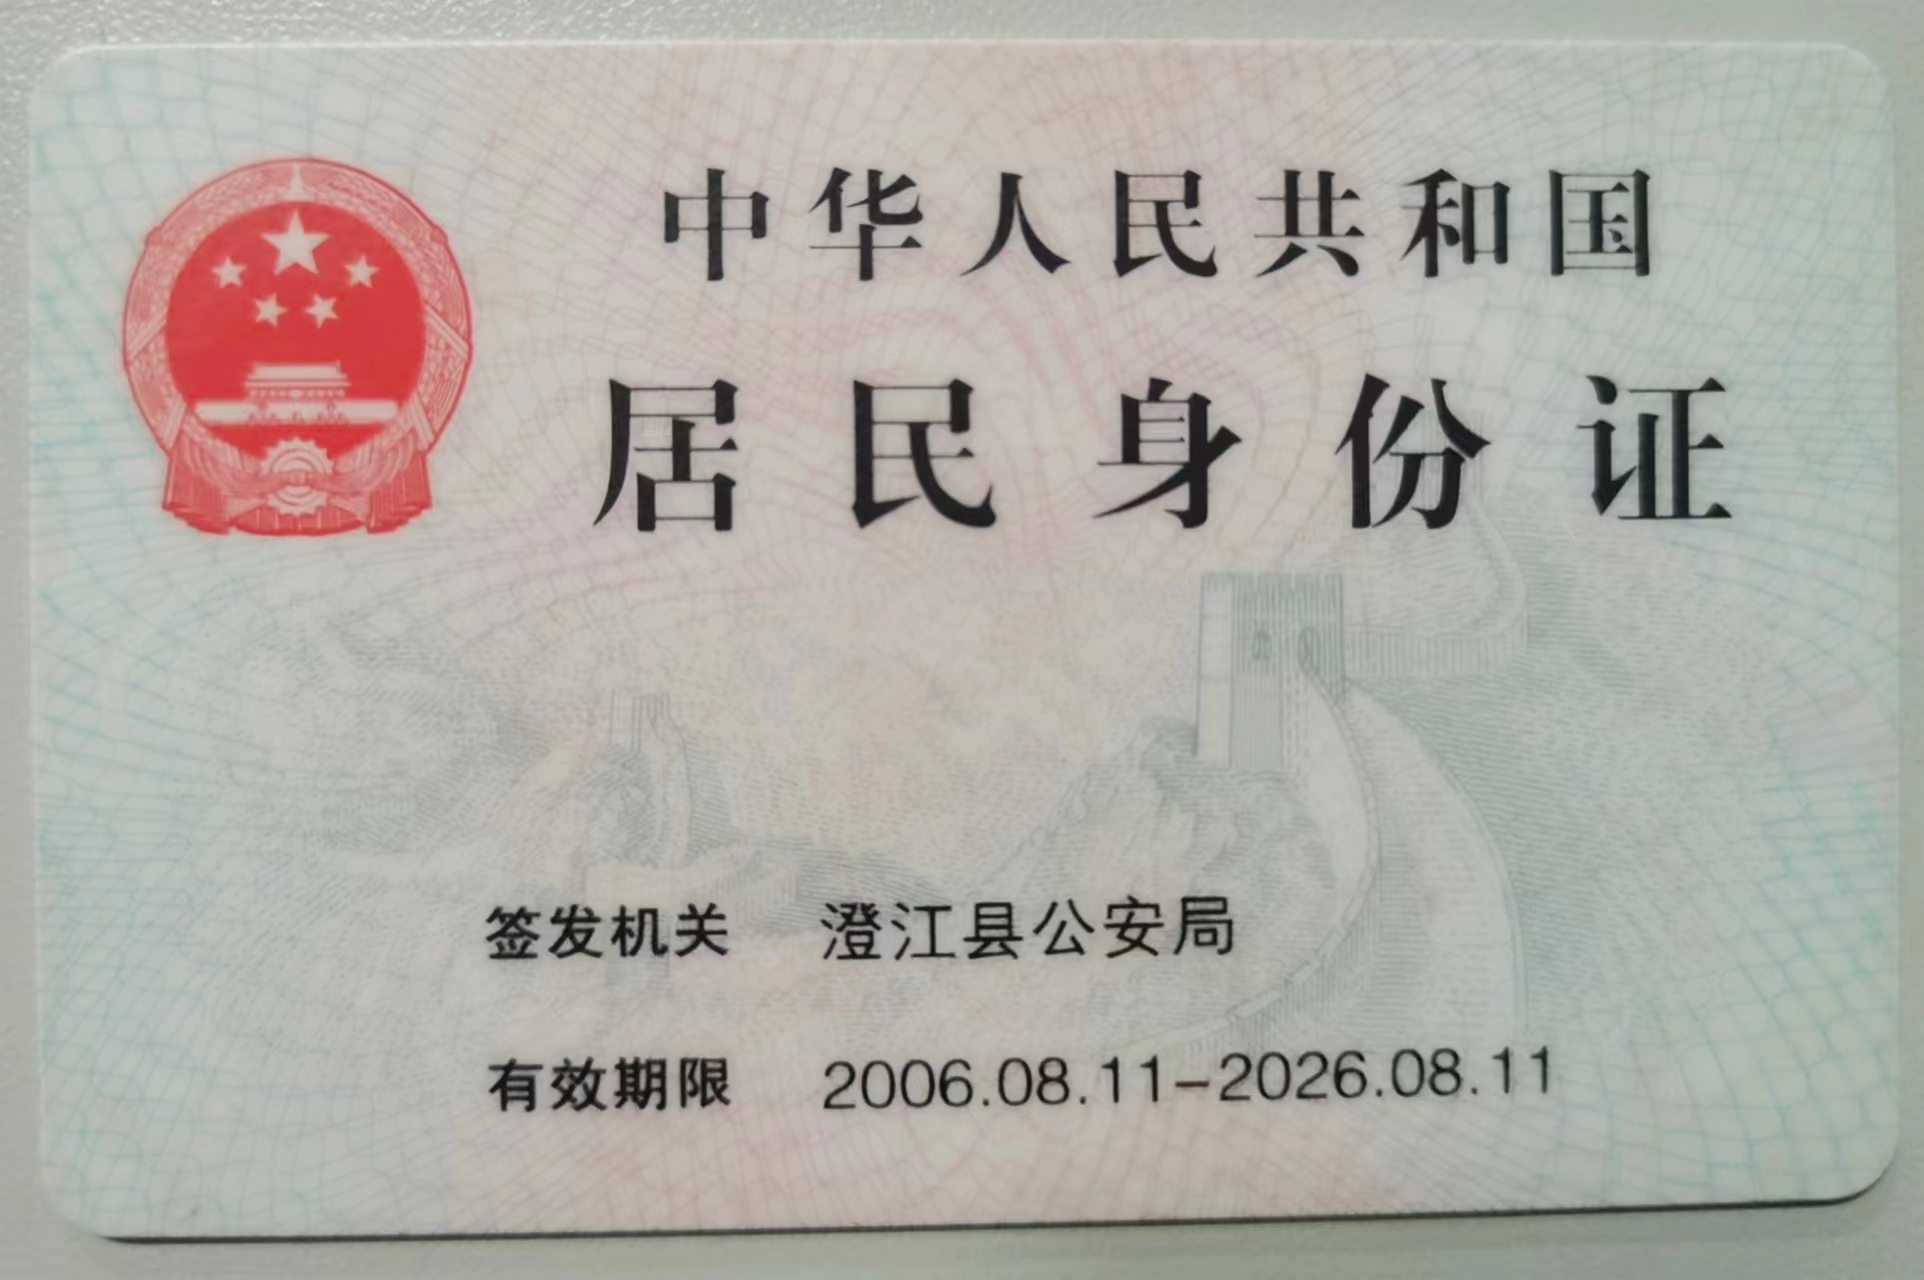 中华人民共和国
居民身份证
签发机关 澄江县公安局
有效期限 2006.08.11-2026.08.11